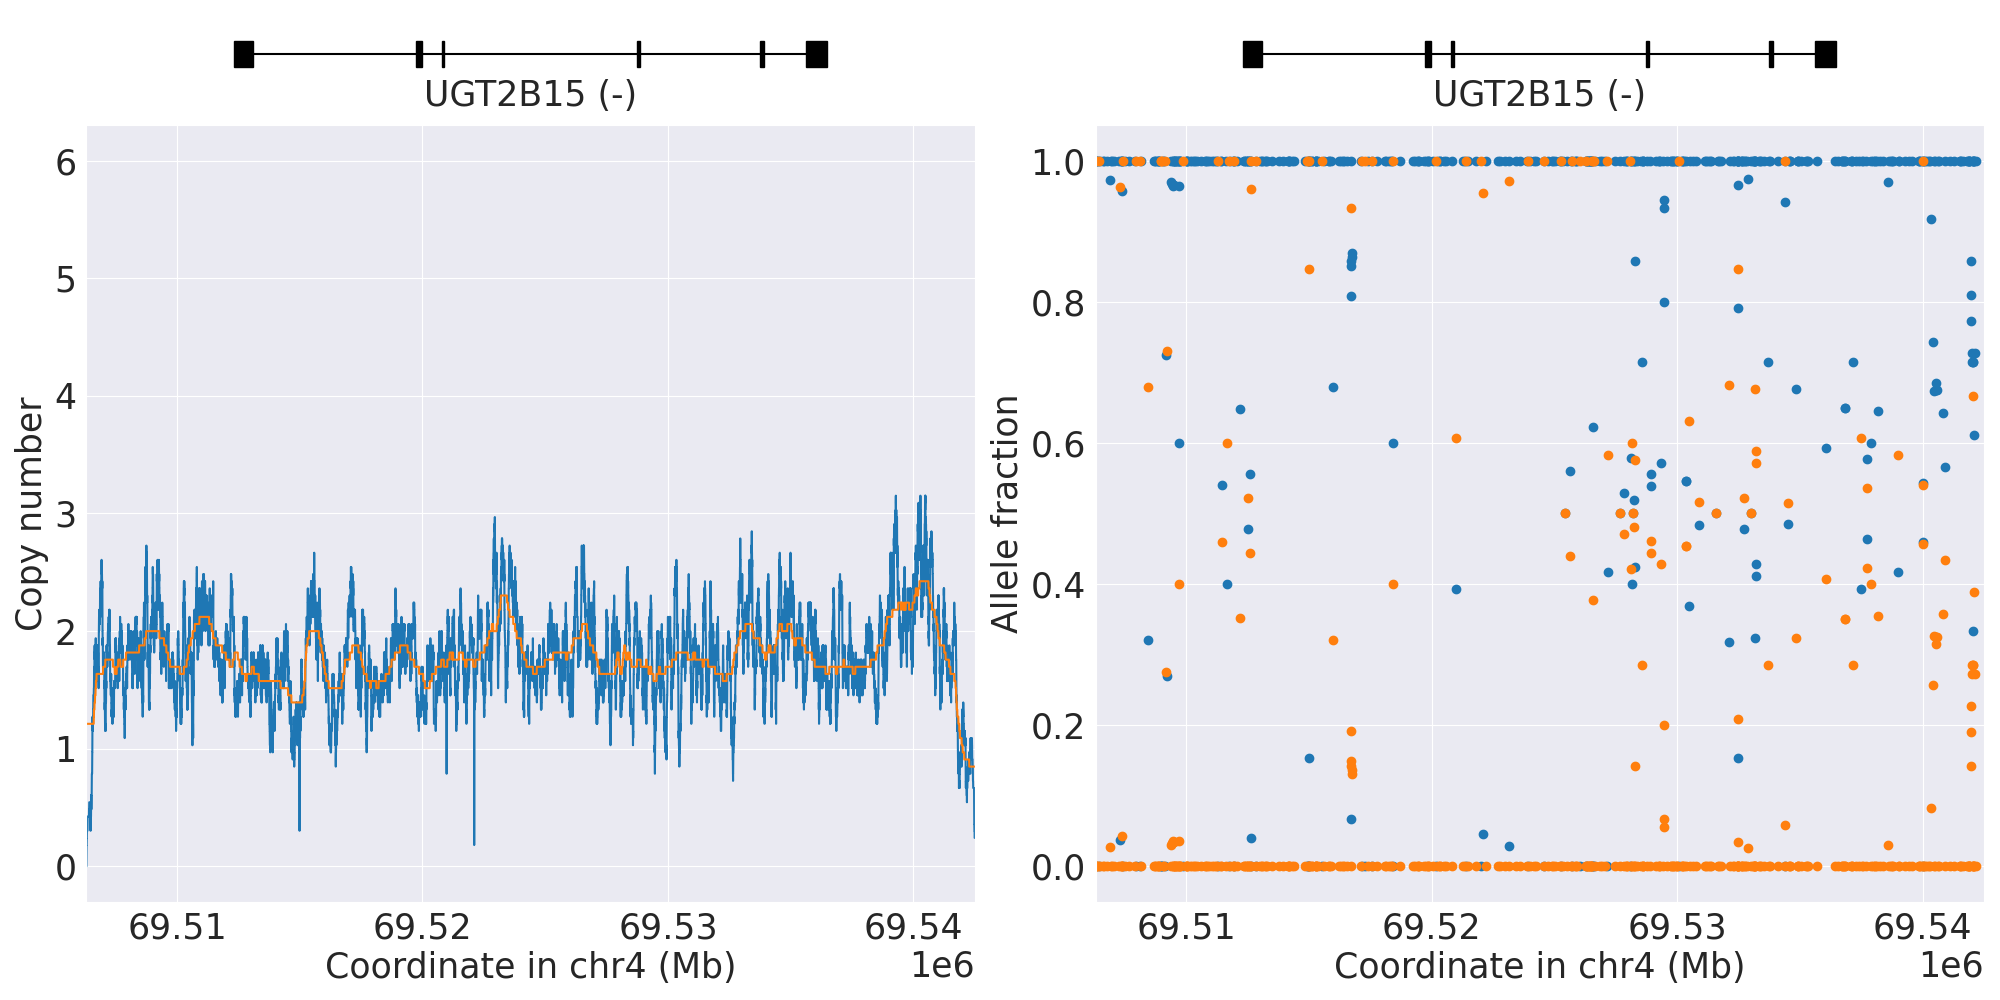 UGT2B15 (-)
6
5
4
3
2
1
0
Copy number
69.51 69.52 69.53 69.54
Coordinate in chr4 (Mb)
1e6
UGT2B15 (-)
1.0
0.8
0.6
0.4
0.2
0.0
Allele fraction
69.51 69.52 69.53 69.54
Coordinate in chr4 (Mb)
1e6